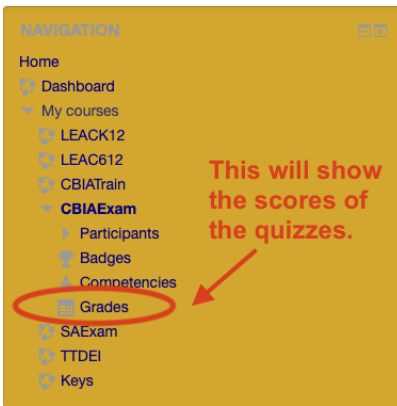 NAVIGATION
Home
Dashboard
My courses
LEACK12
LEAC612
CBIATrain
CBIAExam
Participants
Badges
Competencies
Grades
SAExam
TTDEI
Keys
This will show
the scores of
the quizzes.